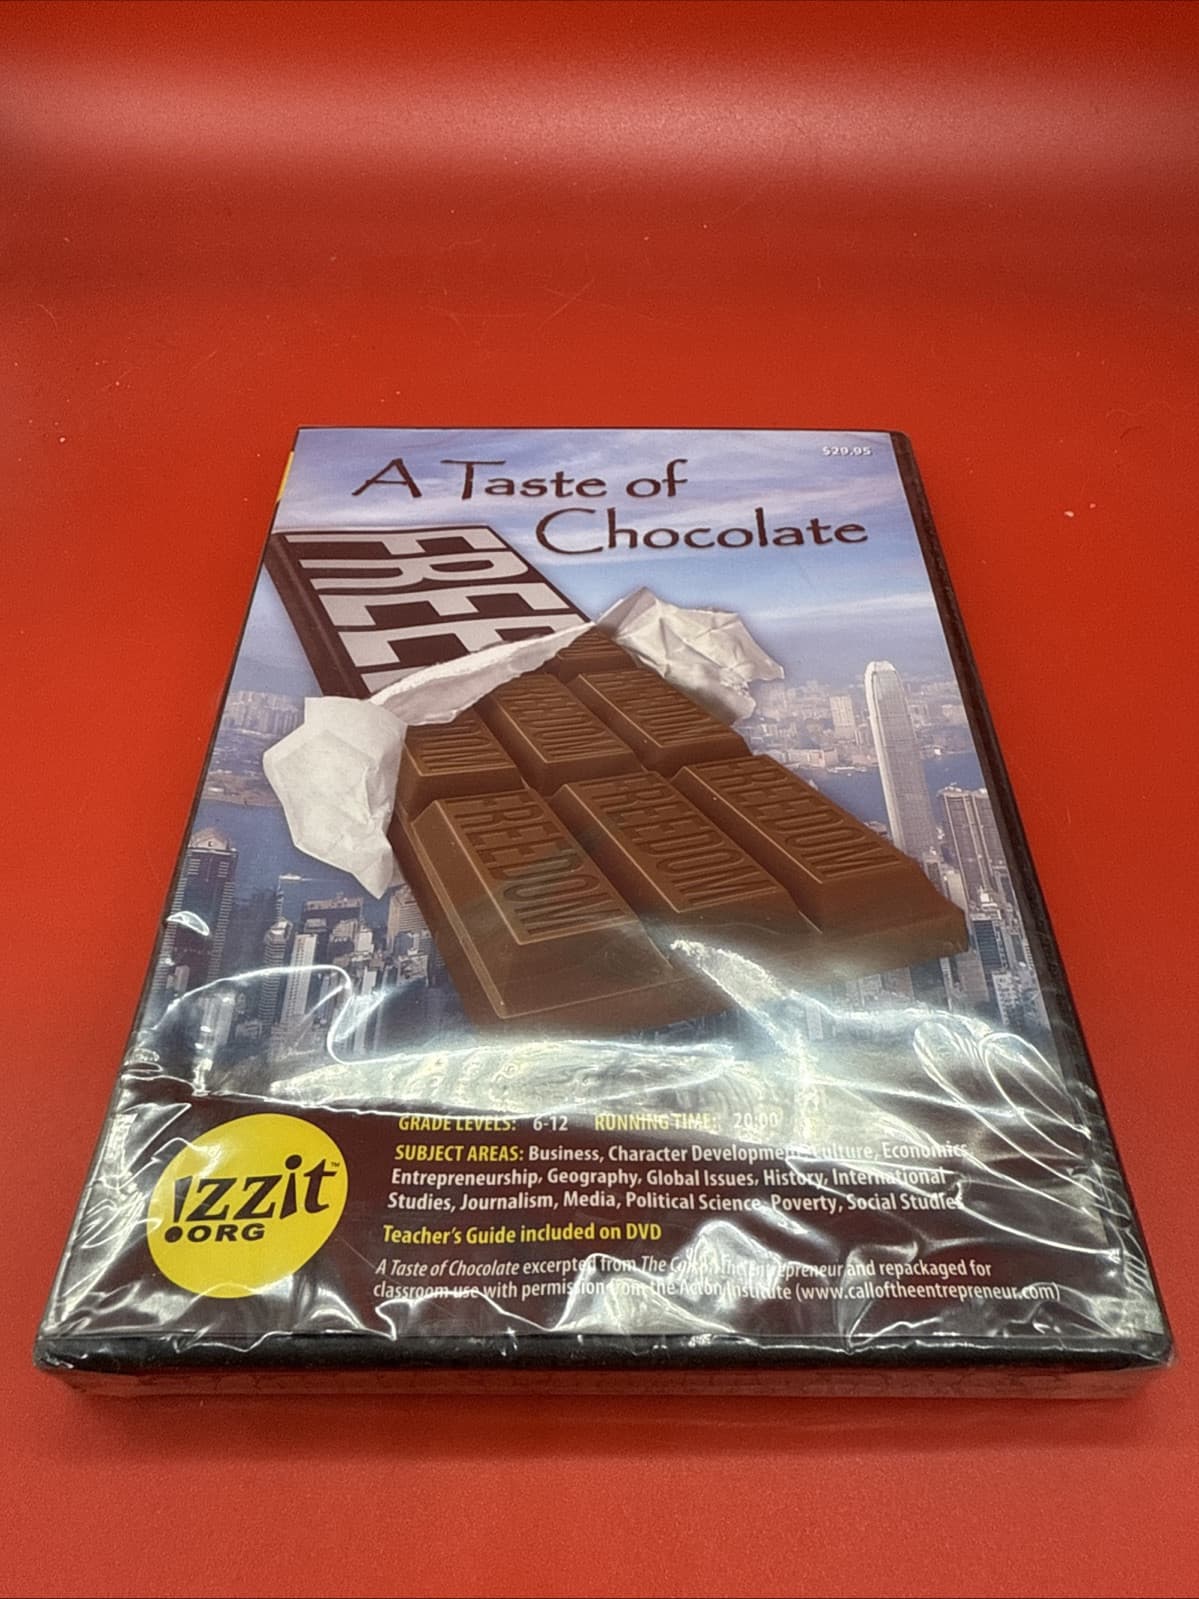 $29.95
A Taste of
Chocolate
FREE
FREEDOM
FREEDOM
FREEDOM
FREEDOM
FREEDOM
GRADE LEVELS: 6-12 RUNNING TIME: 20:00
SUBJECT AREAS: Business, Character Development, Culture, Economics,
Entrepreneurship, Geography, Global Issues, History, International
Studies, Journalism, Media, Political Science, Poverty, Social Studies
Teacher's Guide included on DVD
A Taste of Chocolate excerpted from The Call of the Entrepreneur and repackaged for
classroom use with permission from the Acton Institute (www.calloftheentrepreneur.com)
izzit™
.ORG